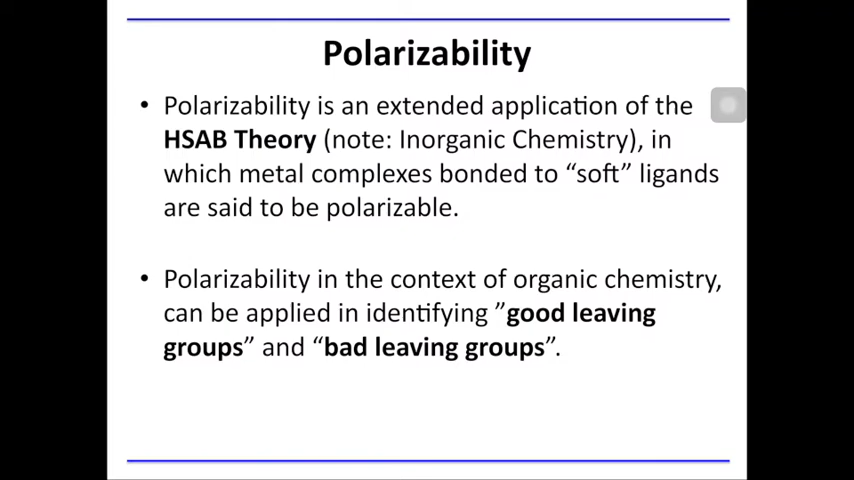 Polarizability
• Polarizability is an extended application of the
HSAB Theory (note: Inorganic Chemistry), in
which metal complexes bonded to “soft” ligands
are said to be polarizable.
• Polarizability in the context of organic chemistry,
can be applied in identifying ”good leaving
groups” and “bad leaving groups”.